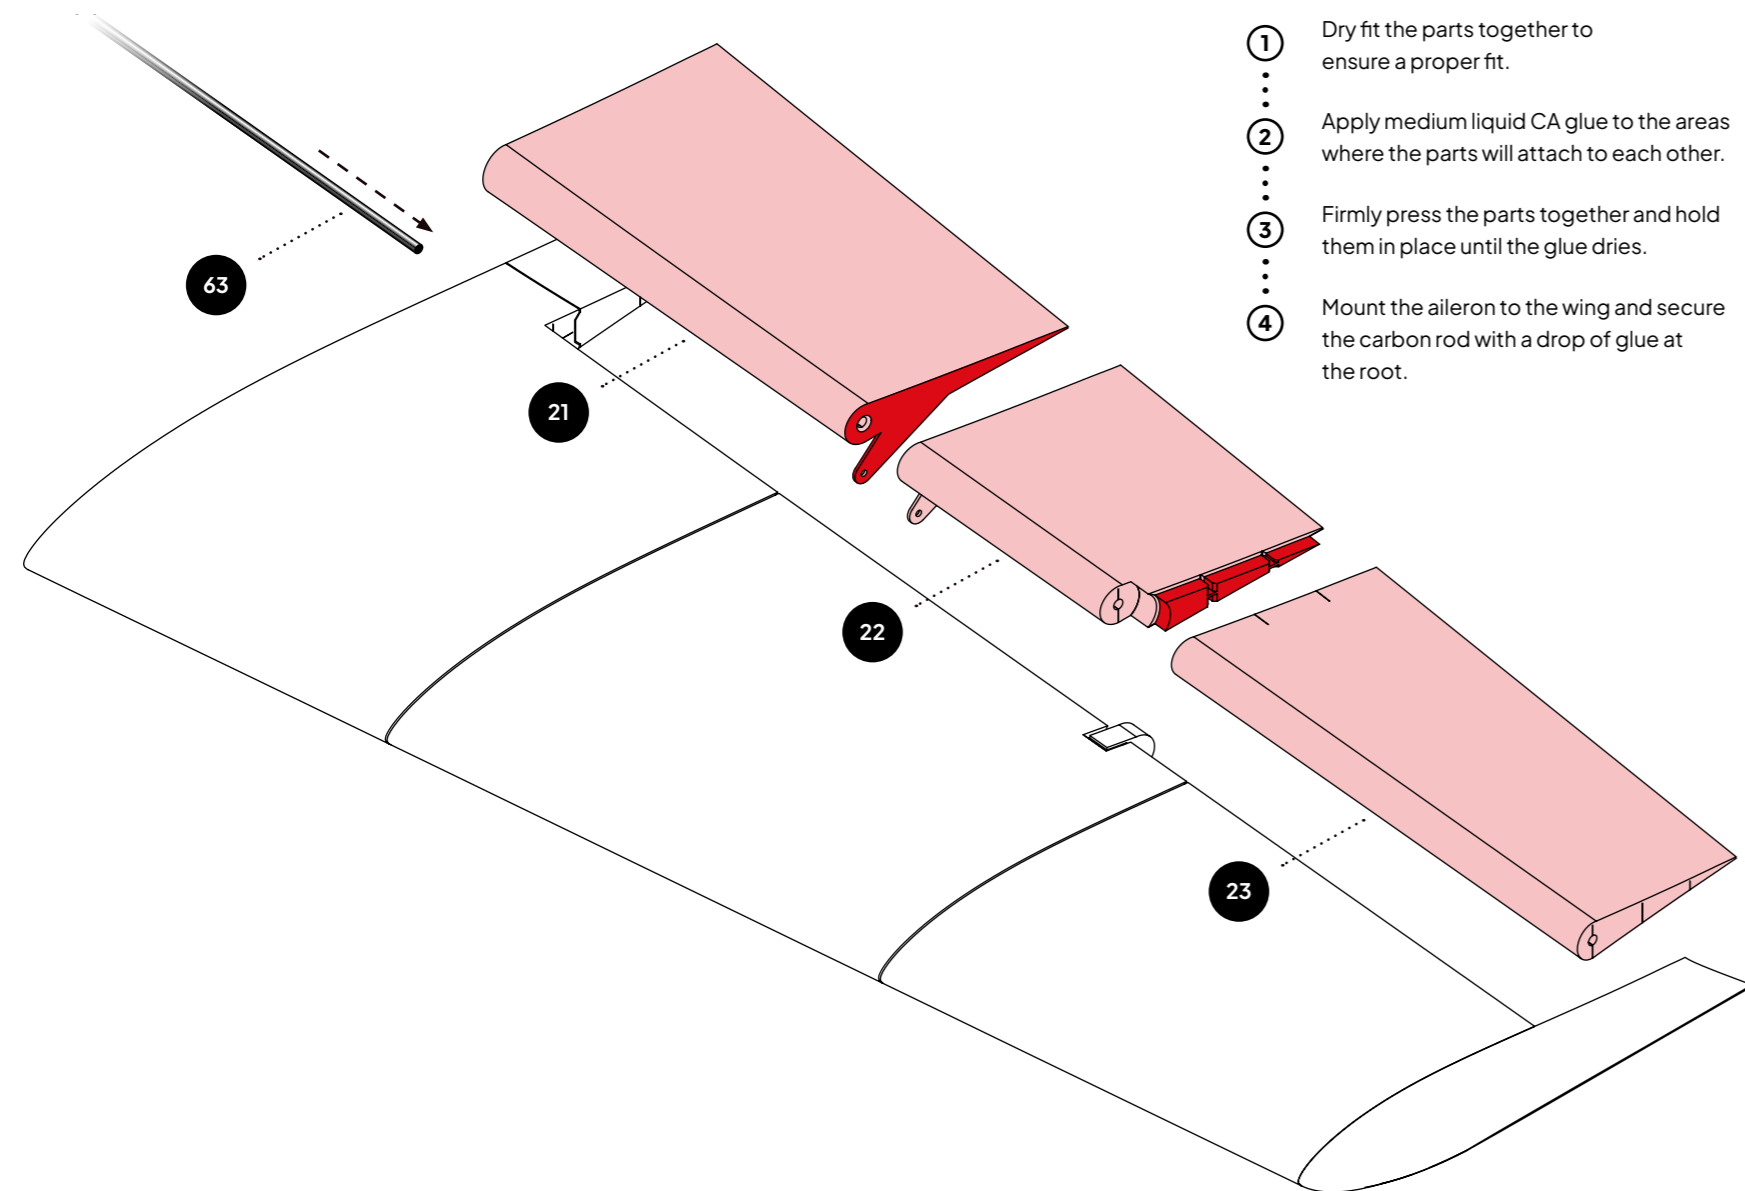 1
Dry fit the parts together to
ensure a proper fit.
2
Apply medium liquid CA glue to the areas
where the parts will attach to each other.
3
Firmly press the parts together and hold
them in place until the glue dries.
4
Mount the aileron to the wing and secure
the carbon rod with a drop of glue at
the root.
63
21
22
23